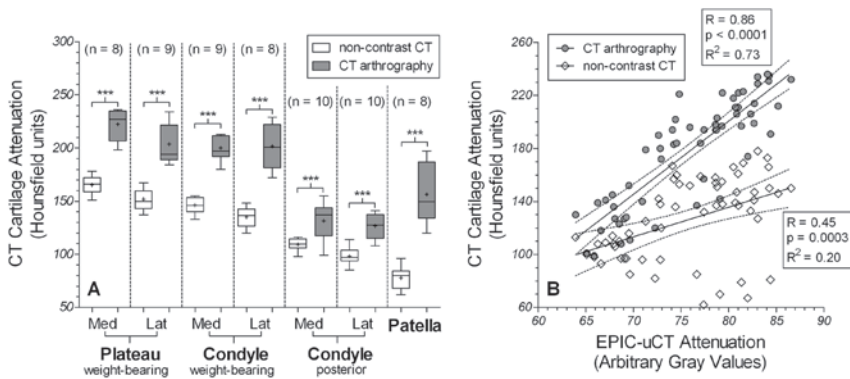 300
250
200
150
100
50
CT Cartilage Attenuation
(Hounsfield units)
(n = 8)
(n = 9)
(n = 9)
(n = 8)
(n = 10)
(n = 10)
(n = 8)
non-contrast CT
CT arthrography
***
***
***
***
***
***
***
A
Med
Lat
Med
Lat
Med
Lat
Patella
Plateau
weight-bearing
Condyle
weight-bearing
Condyle
posterior
260
220
180
140
100
60
CT Cartilage Attenuation
(Hounsfield units)
CT arthrography
non-contrast CT
R = 0.86
p < 0.0001
R² = 0.73
R = 0.45
p = 0.0003
R² = 0.20
B
60 65 70 75 80 85 90
EPIC-uCT Attenuation
(Arbitrary Gray Values)